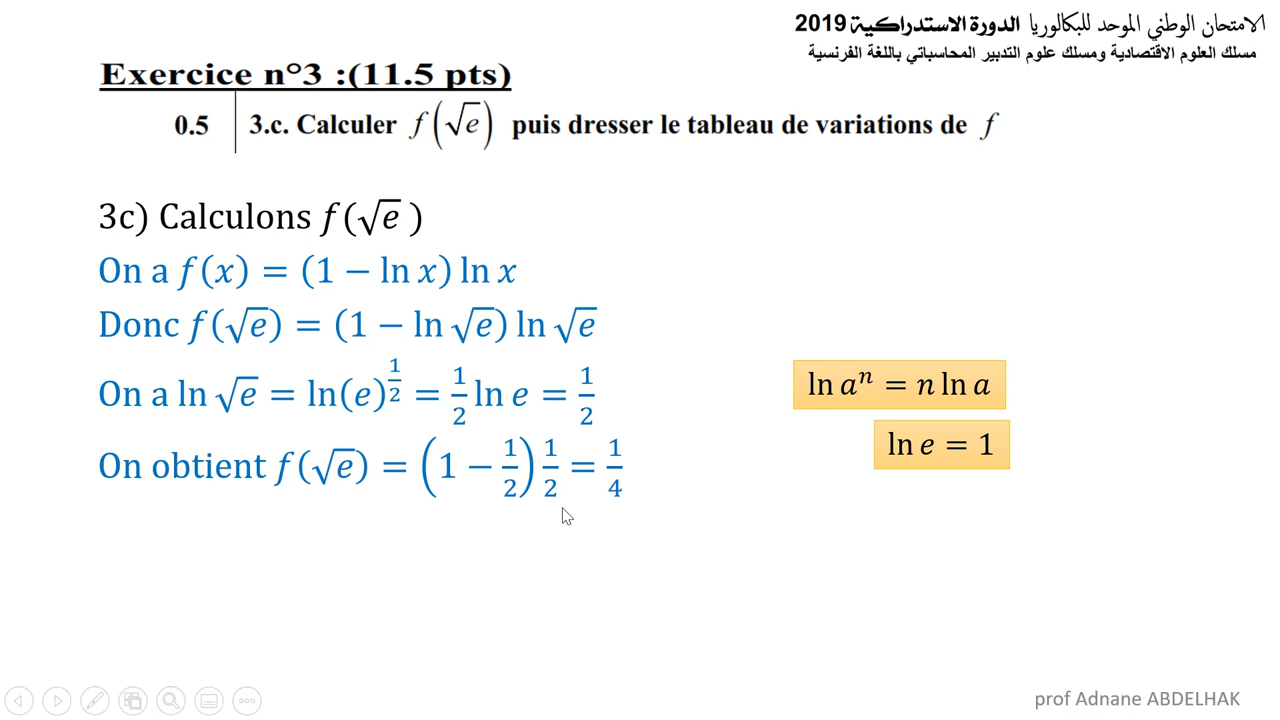 الامتحان الوطني الموحد للبكالوريا الدورة الاستدراكية 2019
مسلك العلوم الاقتصادية ومسلك علوم التدبير المحاسباتي باللغة الفرنسية
Exercice n°3 :(11.5 pts)
0.5 3.c. Calculer f(√e) puis dresser le tableau de variations de f
3c) Calculons f(√e )
On a f(x) = (1 − ln x) ln x
Donc f(√e) = (1 − ln √e) ln √e
On a ln √e = ln(e)^(1/2) = 1/2 ln e = 1/2
ln aⁿ = n ln a
ln e = 1
On obtient f(√e) = (1 − 1/2) 1/2 = 1/4
prof Adnane ABDELHAK